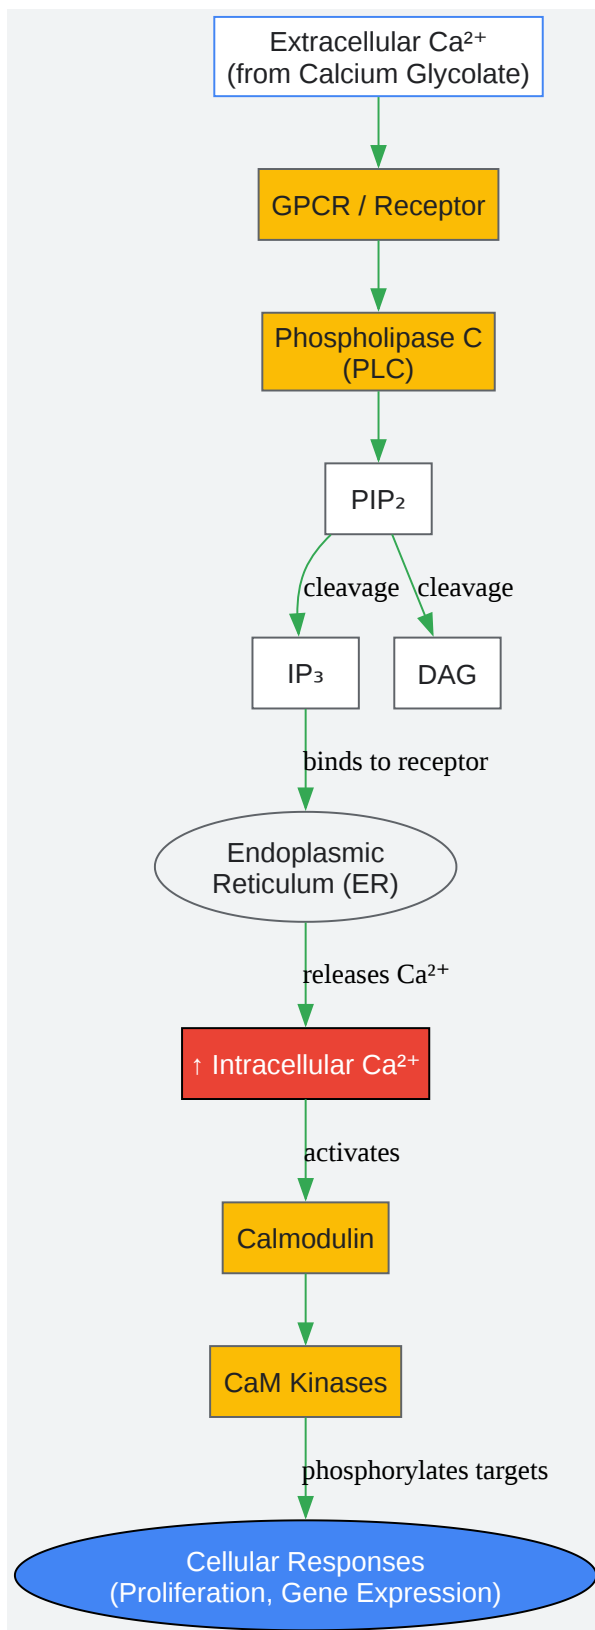 Extracellular Ca²⁺
(from Calcium Glycolate)
GPCR / Receptor
Phospholipase C
(PLC)
PIP₂
cleavage
cleavage
IP₃
DAG
binds to receptor
Endoplasmic
Reticulum (ER)
releases Ca²⁺
↑ Intracellular Ca²⁺
activates
Calmodulin
CaM Kinases
phosphorylates targets
Cellular Responses
(Proliferation, Gene Expression)